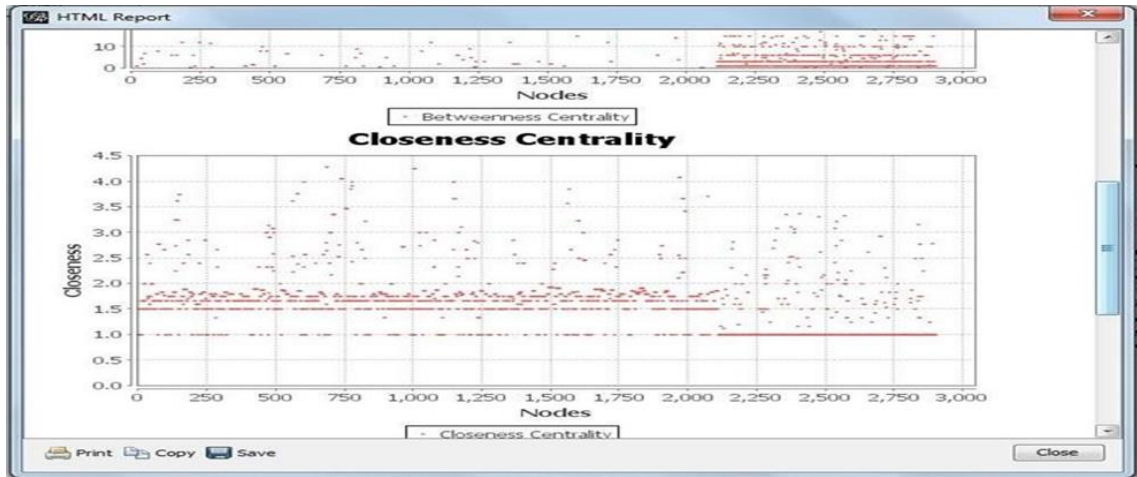 HTML Report
10
0
0 250 500 750 1,000 1,250 1,500 1,750 2,000 2,250 2,500 2,750 3,000
Nodes
Betweenness Centrality
Closeness Centrality
4.5
4.0
3.5
3.0
2.5
2.0
1.5
1.0
0.5
0.0
Closeness
0 250 500 750 1,000 1,250 1,500 1,750 2,000 2,250 2,500 2,750 3,000
Nodes
Closeness Centrality
Print Copy Save Close